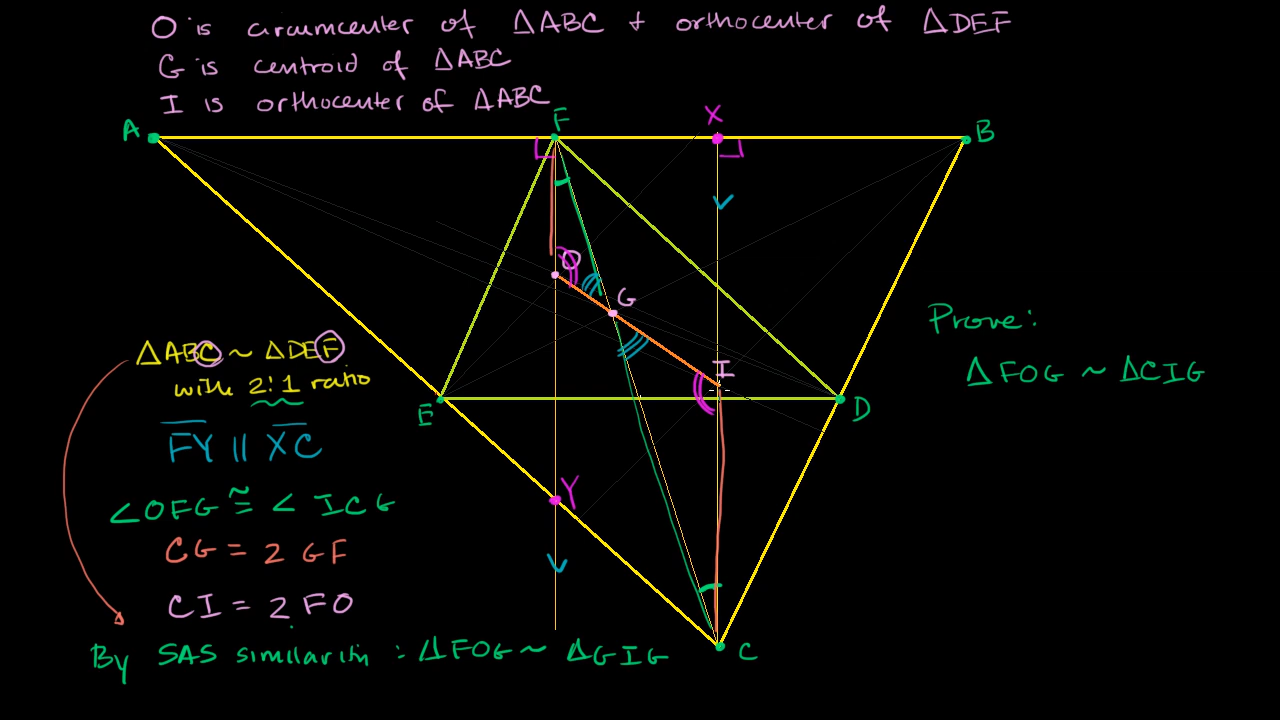 O is circumcenter of ΔABC + orthocenter of ΔDEF
G is centroid of ΔABC
I is orthocenter of ΔABC
A
F
X
B
O
G
I
E
D
Y
C
ΔABC ~ ΔDEF
with 2:1 ratio
FY || XC
∠OFG ≅ ∠ICG
CG = 2 GF
CI = 2 FO
By SAS similarity : ΔFOG ~ ΔGIG
Prove:
ΔFOG ~ ΔCIG